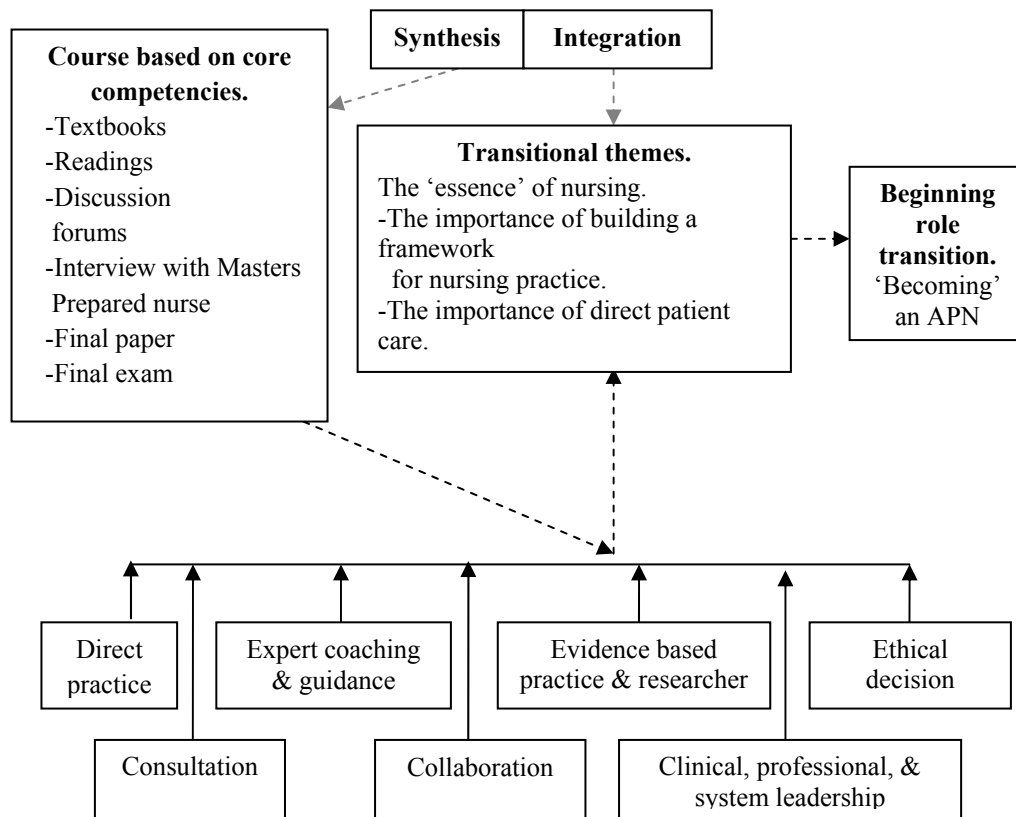 Synthesis
Integration
Course based on core
competencies.
-Textbooks
-Readings
-Discussion
forums
-Interview with Masters
Prepared nurse
-Final paper
-Final exam
Transitional themes.
The ‘essence’ of nursing.
-The importance of building a
framework
for nursing practice.
-The importance of direct patient
care.
Beginning
role
transition.
‘Becoming’
an APN
Direct
practice
Expert coaching
& guidance
Evidence based
practice & researcher
Ethical
decision
Consultation
Collaboration
Clinical, professional, &
system leadership